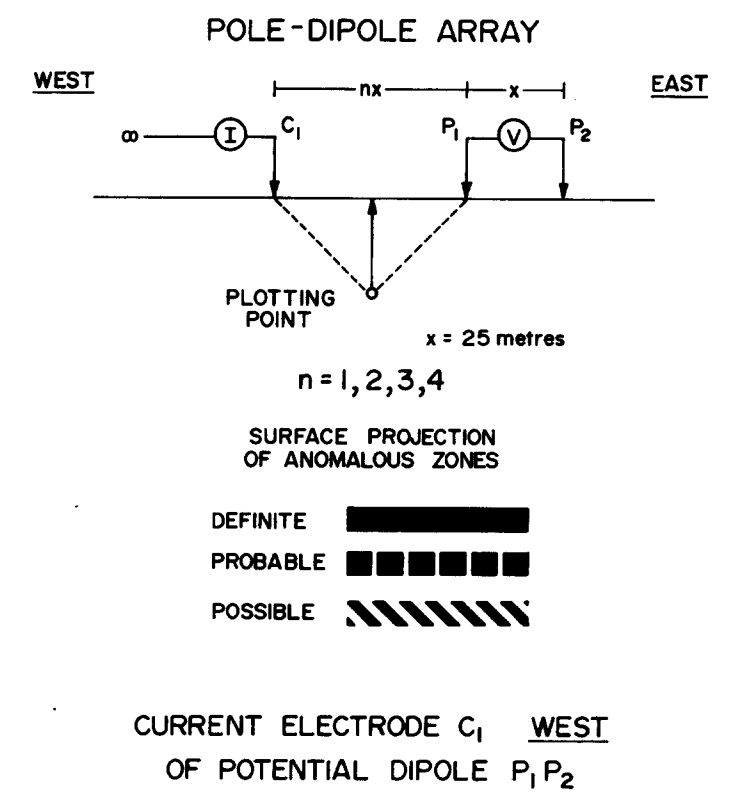 POLE-DIPOLE ARRAY
WEST
nx
x
EAST
∞
I
C₁
P₁
V
P₂
PLOTTING
POINT
x = 25 metres
n = 1, 2, 3, 4
SURFACE PROJECTION
OF ANOMALOUS ZONES
DEFINITE
PROBABLE
POSSIBLE
CURRENT ELECTRODE C₁ WEST
OF POTENTIAL DIPOLE P₁ P₂